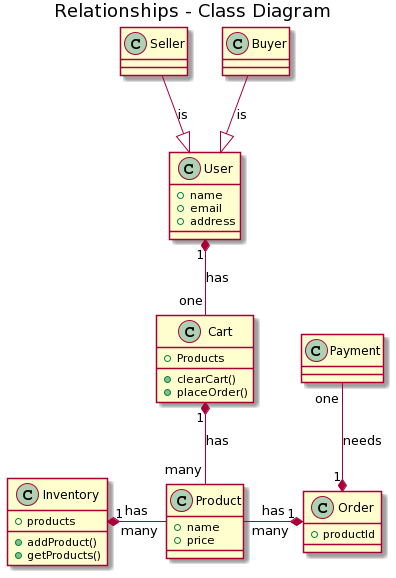 Relationships - Class Diagram
C Seller
C Buyer
is
is
C User
name
email
address
1
has
one
C Cart
Products
clearCart()
placeOrder()
C Payment
1
one
has
needs
many
1
C Inventory
products
addProduct()
getProducts()
1 has
many
C Product
name
price
has 1
many
C Order
productId